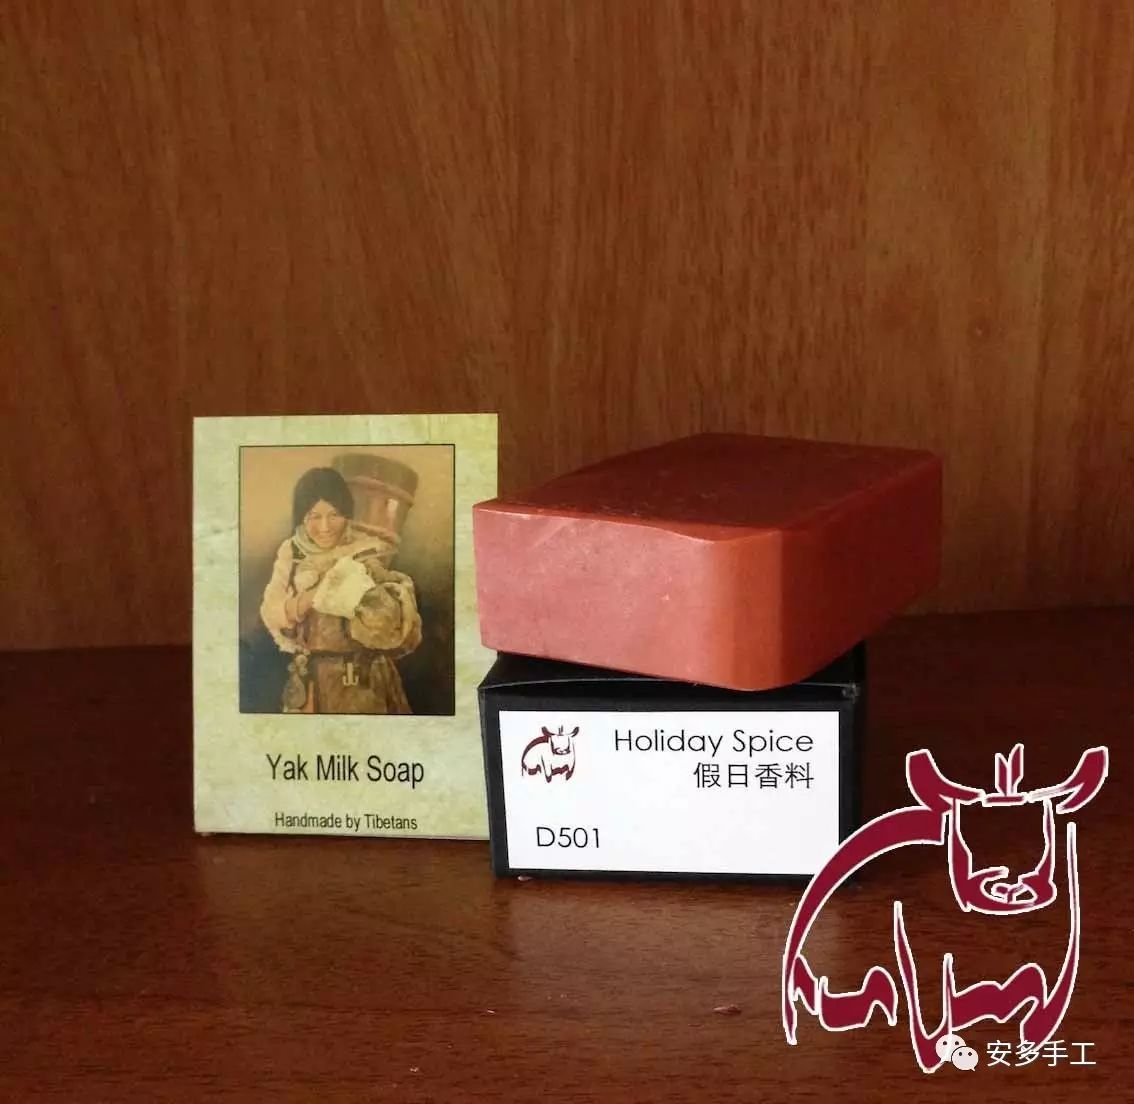 Yak Milk Soap
Handmade by Tibetans
Holiday Spice
假日香料
D501
安多手工